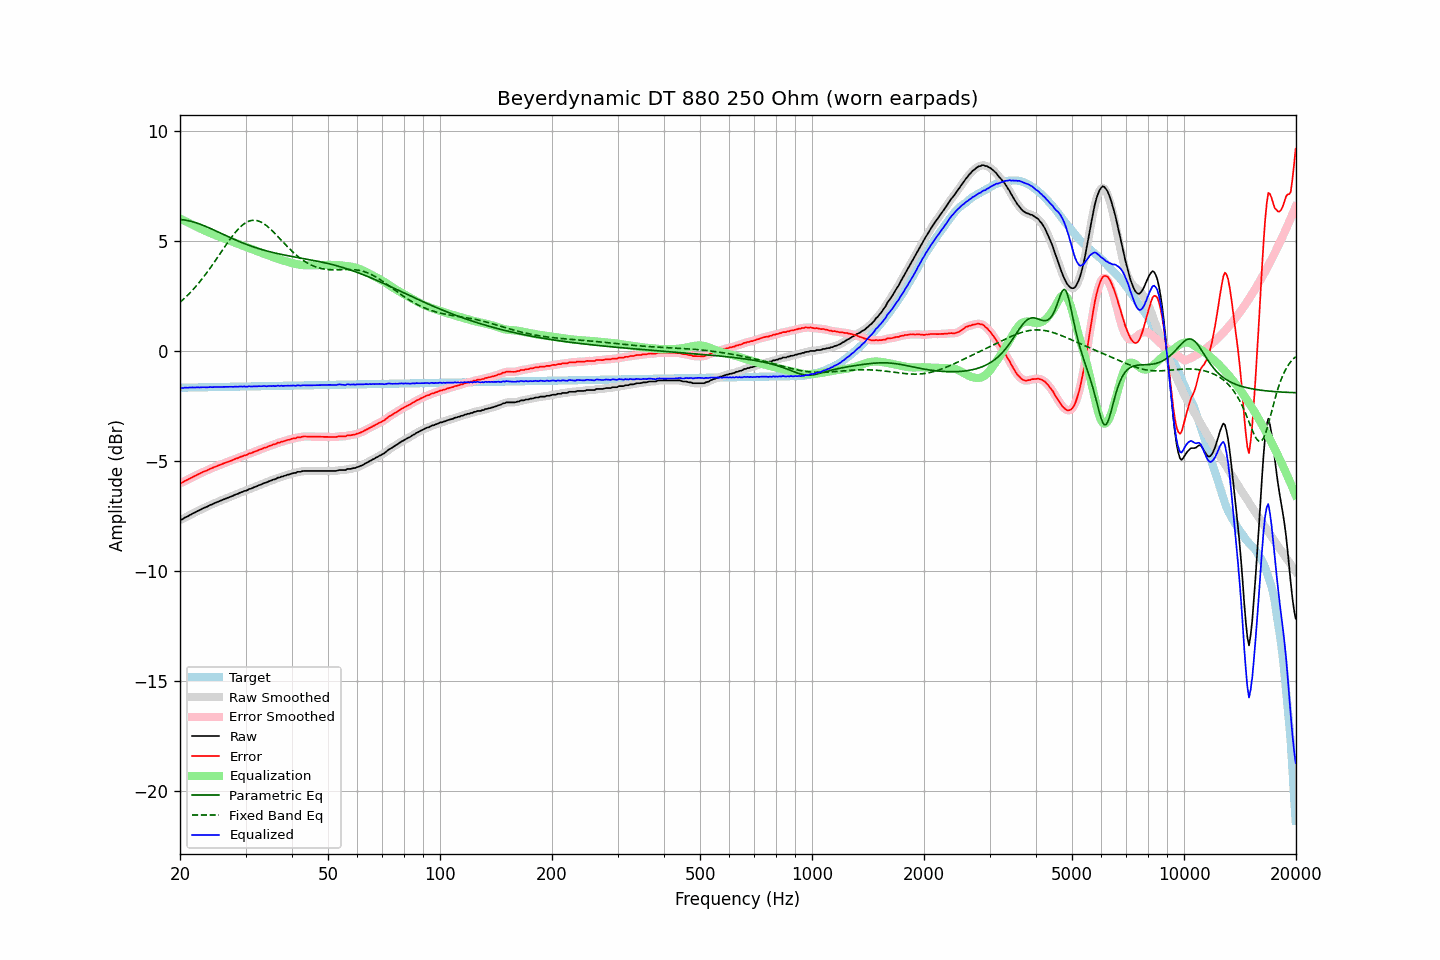 Beyerdynamic DT 880 250 Ohm (worn earpads)
Amplitude (dBr)
10
5
0
−5
−10
−15
−20
Target
Raw Smoothed
Error Smoothed
Raw
Error
Equalization
Parametric Eq
Fixed Band Eq
Equalized
20 50 100 200 500 1000 2000 5000 10000 20000
Frequency (Hz)